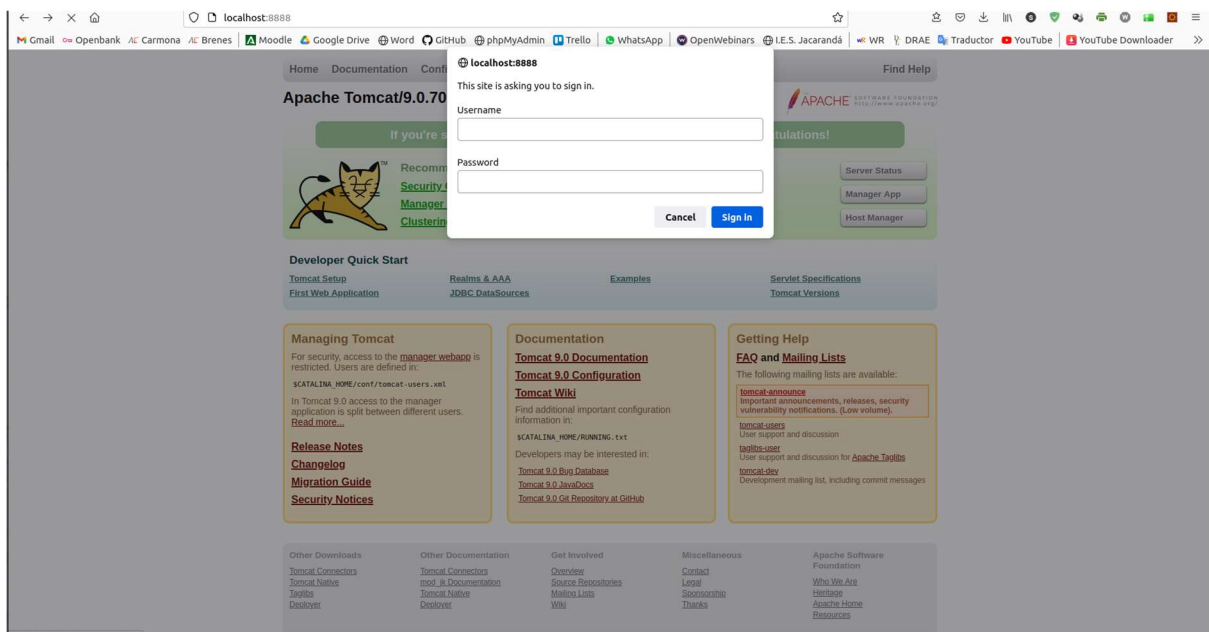 localhost:8888
Gmail Openbank Carmona Brenes Moodle Google Drive Word GitHub phpMyAdmin Trello WhatsApp OpenWebinars I.E.S. Jacarandá WR DRAE Traductor YouTube YouTube Downloader
localhost:8888
This site is asking you to sign in.
Username
Password
Cancel Sign in
Home Documentation Confi Find Help
Apache Tomcat/9.0.70
APACHE SOFTWARE FOUNDATION
http://www.apache.org/
If you're s tulations!
TM
Recomm
Security
Manager
Clusterin
Server Status
Manager App
Host Manager
Developer Quick Start
Tomcat Setup
First Web Application
Realms & AAA
JDBC DataSources
Examples
Servlet Specifications
Tomcat Versions
Managing Tomcat
For security, access to the manager webapp is
restricted. Users are defined in:
$CATALINA_HOME/conf/tomcat-users.xml
In Tomcat 9.0 access to the manager
application is split between different users.
Read more...
Release Notes
Changelog
Migration Guide
Security Notices
Documentation
Tomcat 9.0 Documentation
Tomcat 9.0 Configuration
Tomcat Wiki
Find additional important configuration
information in:
$CATALINA_HOME/RUNNING.txt
Developers may be interested in:
Tomcat 9.0 Bug Database
Tomcat 9.0 JavaDocs
Tomcat 9.0 Git Repository at GitHub
Getting Help
FAQ and Mailing Lists
The following mailing lists are available:
tomcat-announce
Important announcements, releases, security
vulnerability notifications. (Low volume).
tomcat-users
User support and discussion
taglibs-user
User support and discussion for Apache Taglibs
tomcat-dev
Development mailing list, including commit messages
Other Downloads
Tomcat Connectors
Tomcat Native
Taglibs
Deployer
Other Documentation
Tomcat Connectors
mod_jk Documentation
Tomcat Native
Deployer
Get Involved
Overview
Source Repositories
Mailing Lists
Wiki
Miscellaneous
Contact
Legal
Sponsorship
Thanks
Apache Software
Foundation
Who We Are
Heritage
Apache Home
Resources